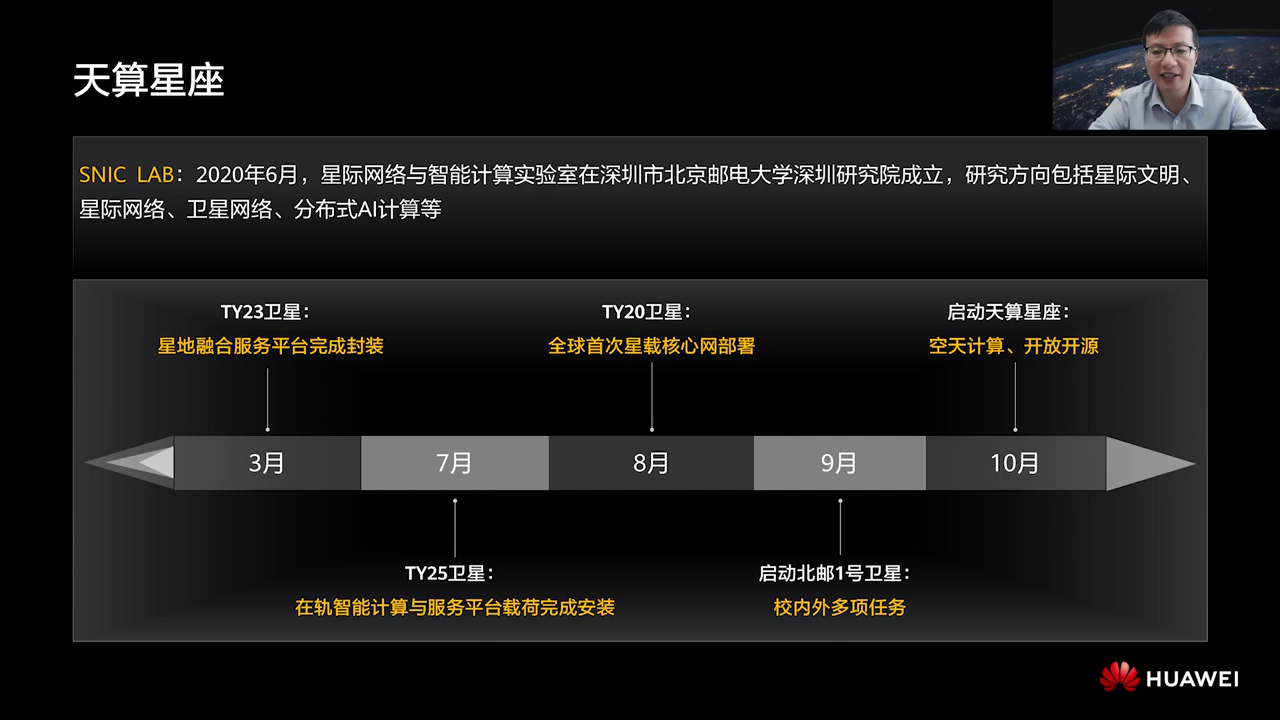 天算星座
SNIC LAB：2020年6月，星际网络与智能计算实验室在深圳市北京邮电大学深圳研究院成立，研究方向包括星际文明、
星际网络、卫星网络、分布式AI计算等
TY23卫星：
星地融合服务平台完成封装
TY20卫星：
全球首次星载核心网部署
启动天算星座：
空天计算、开放开源
3月
7月
8月
9月
10月
TY25卫星：
在轨智能计算与服务平台载荷完成安装
启动北邮1号卫星：
校内外多项任务
HUAWEI